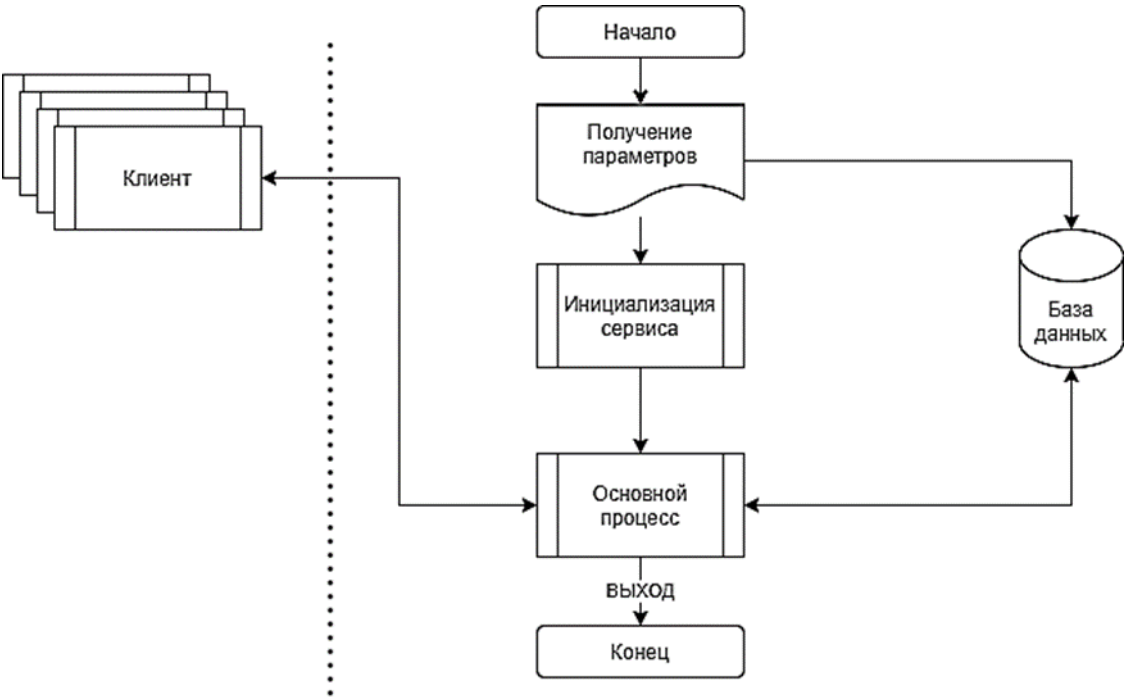 Начало
Получение
параметров
Клиент
Инициализация
сервиса
База
данных
Основной
процесс
ВЫХОД
Конец